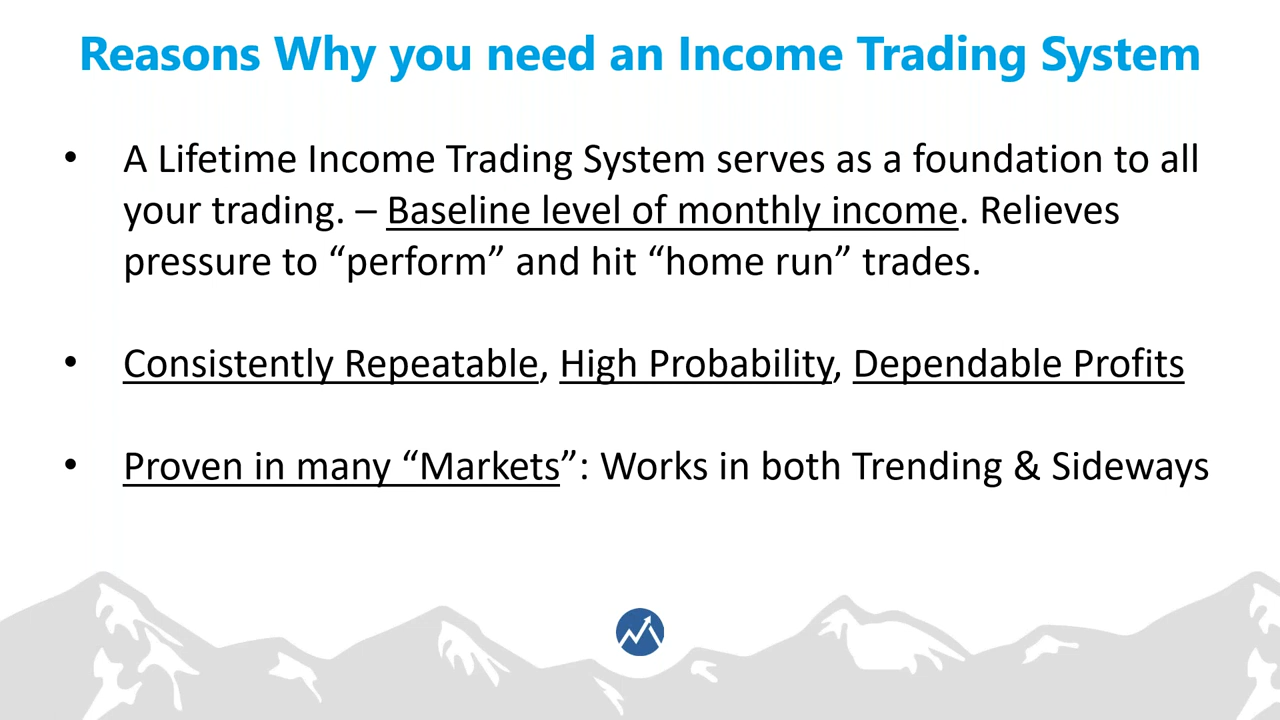 Reasons Why you need an Income Trading System
• A Lifetime Income Trading System serves as a foundation to all
your trading. – Baseline level of monthly income. Relieves
pressure to “perform” and hit “home run” trades.
• Consistently Repeatable, High Probability, Dependable Profits
• Proven in many “Markets”: Works in both Trending & Sideways